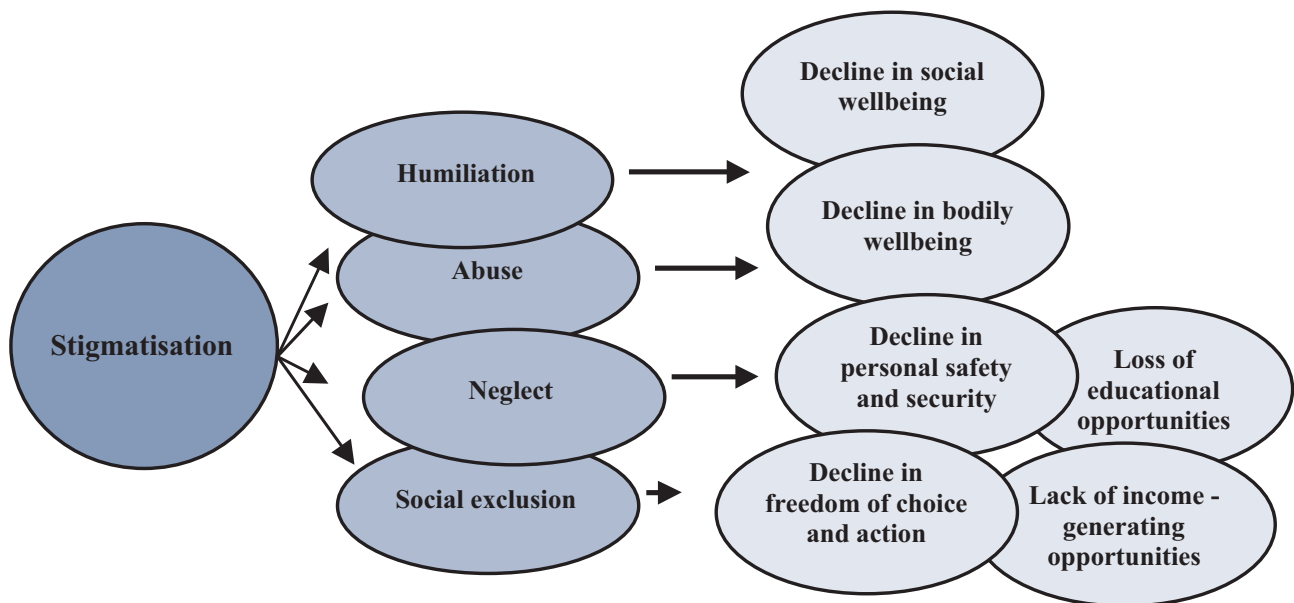 Stigmatisation
Humiliation
Abuse
Neglect
Social exclusion
Decline in social
wellbeing
Decline in bodily
wellbeing
Decline in
personal safety
and security
Loss of
educational
opportunities
Decline in
freedom of choice
and action
Lack of income -
generating
opportunities